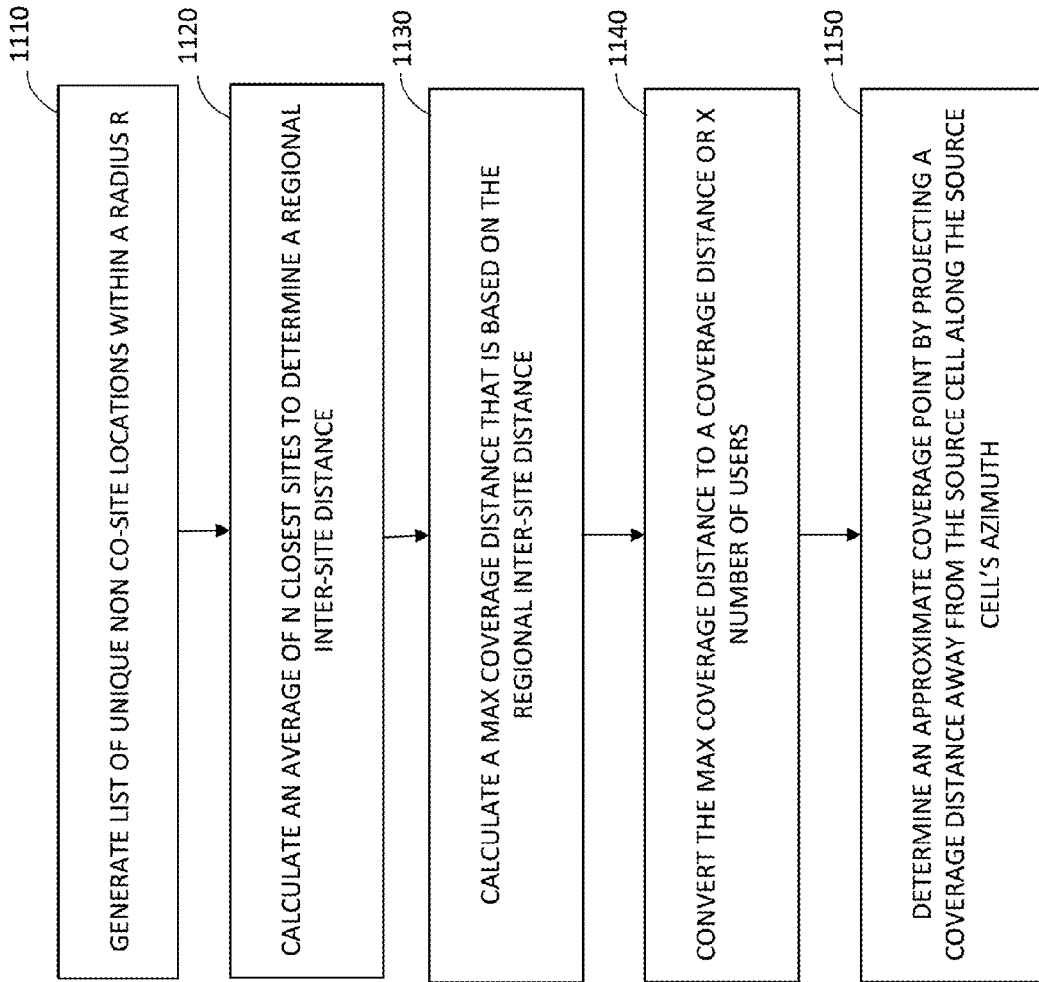 1110
GENERATE LIST OF UNIQUE NON CO-SITE LOCATIONS WITHIN A RADIUS R
1120
CALCULATE AN AVERAGE OF N CLOSEST SITES TO DETERMINE A REGIONAL
INTER-SITE DISTANCE
1130
CALCULATE A MAX COVERAGE DISTANCE THAT IS BASED ON THE
REGIONAL INTER-SITE DISTANCE
1140
CONVERT THE MAX COVERAGE DISTANCE TO A COVERAGE DISTANCE OR X
NUMBER OF USERS
1150
DETERMINE AN APPROXIMATE COVERAGE POINT BY PROJECTING A
COVERAGE DISTANCE AWAY FROM THE SOURCE CELL ALONG THE SOURCE
CELL'S AZIMUTH